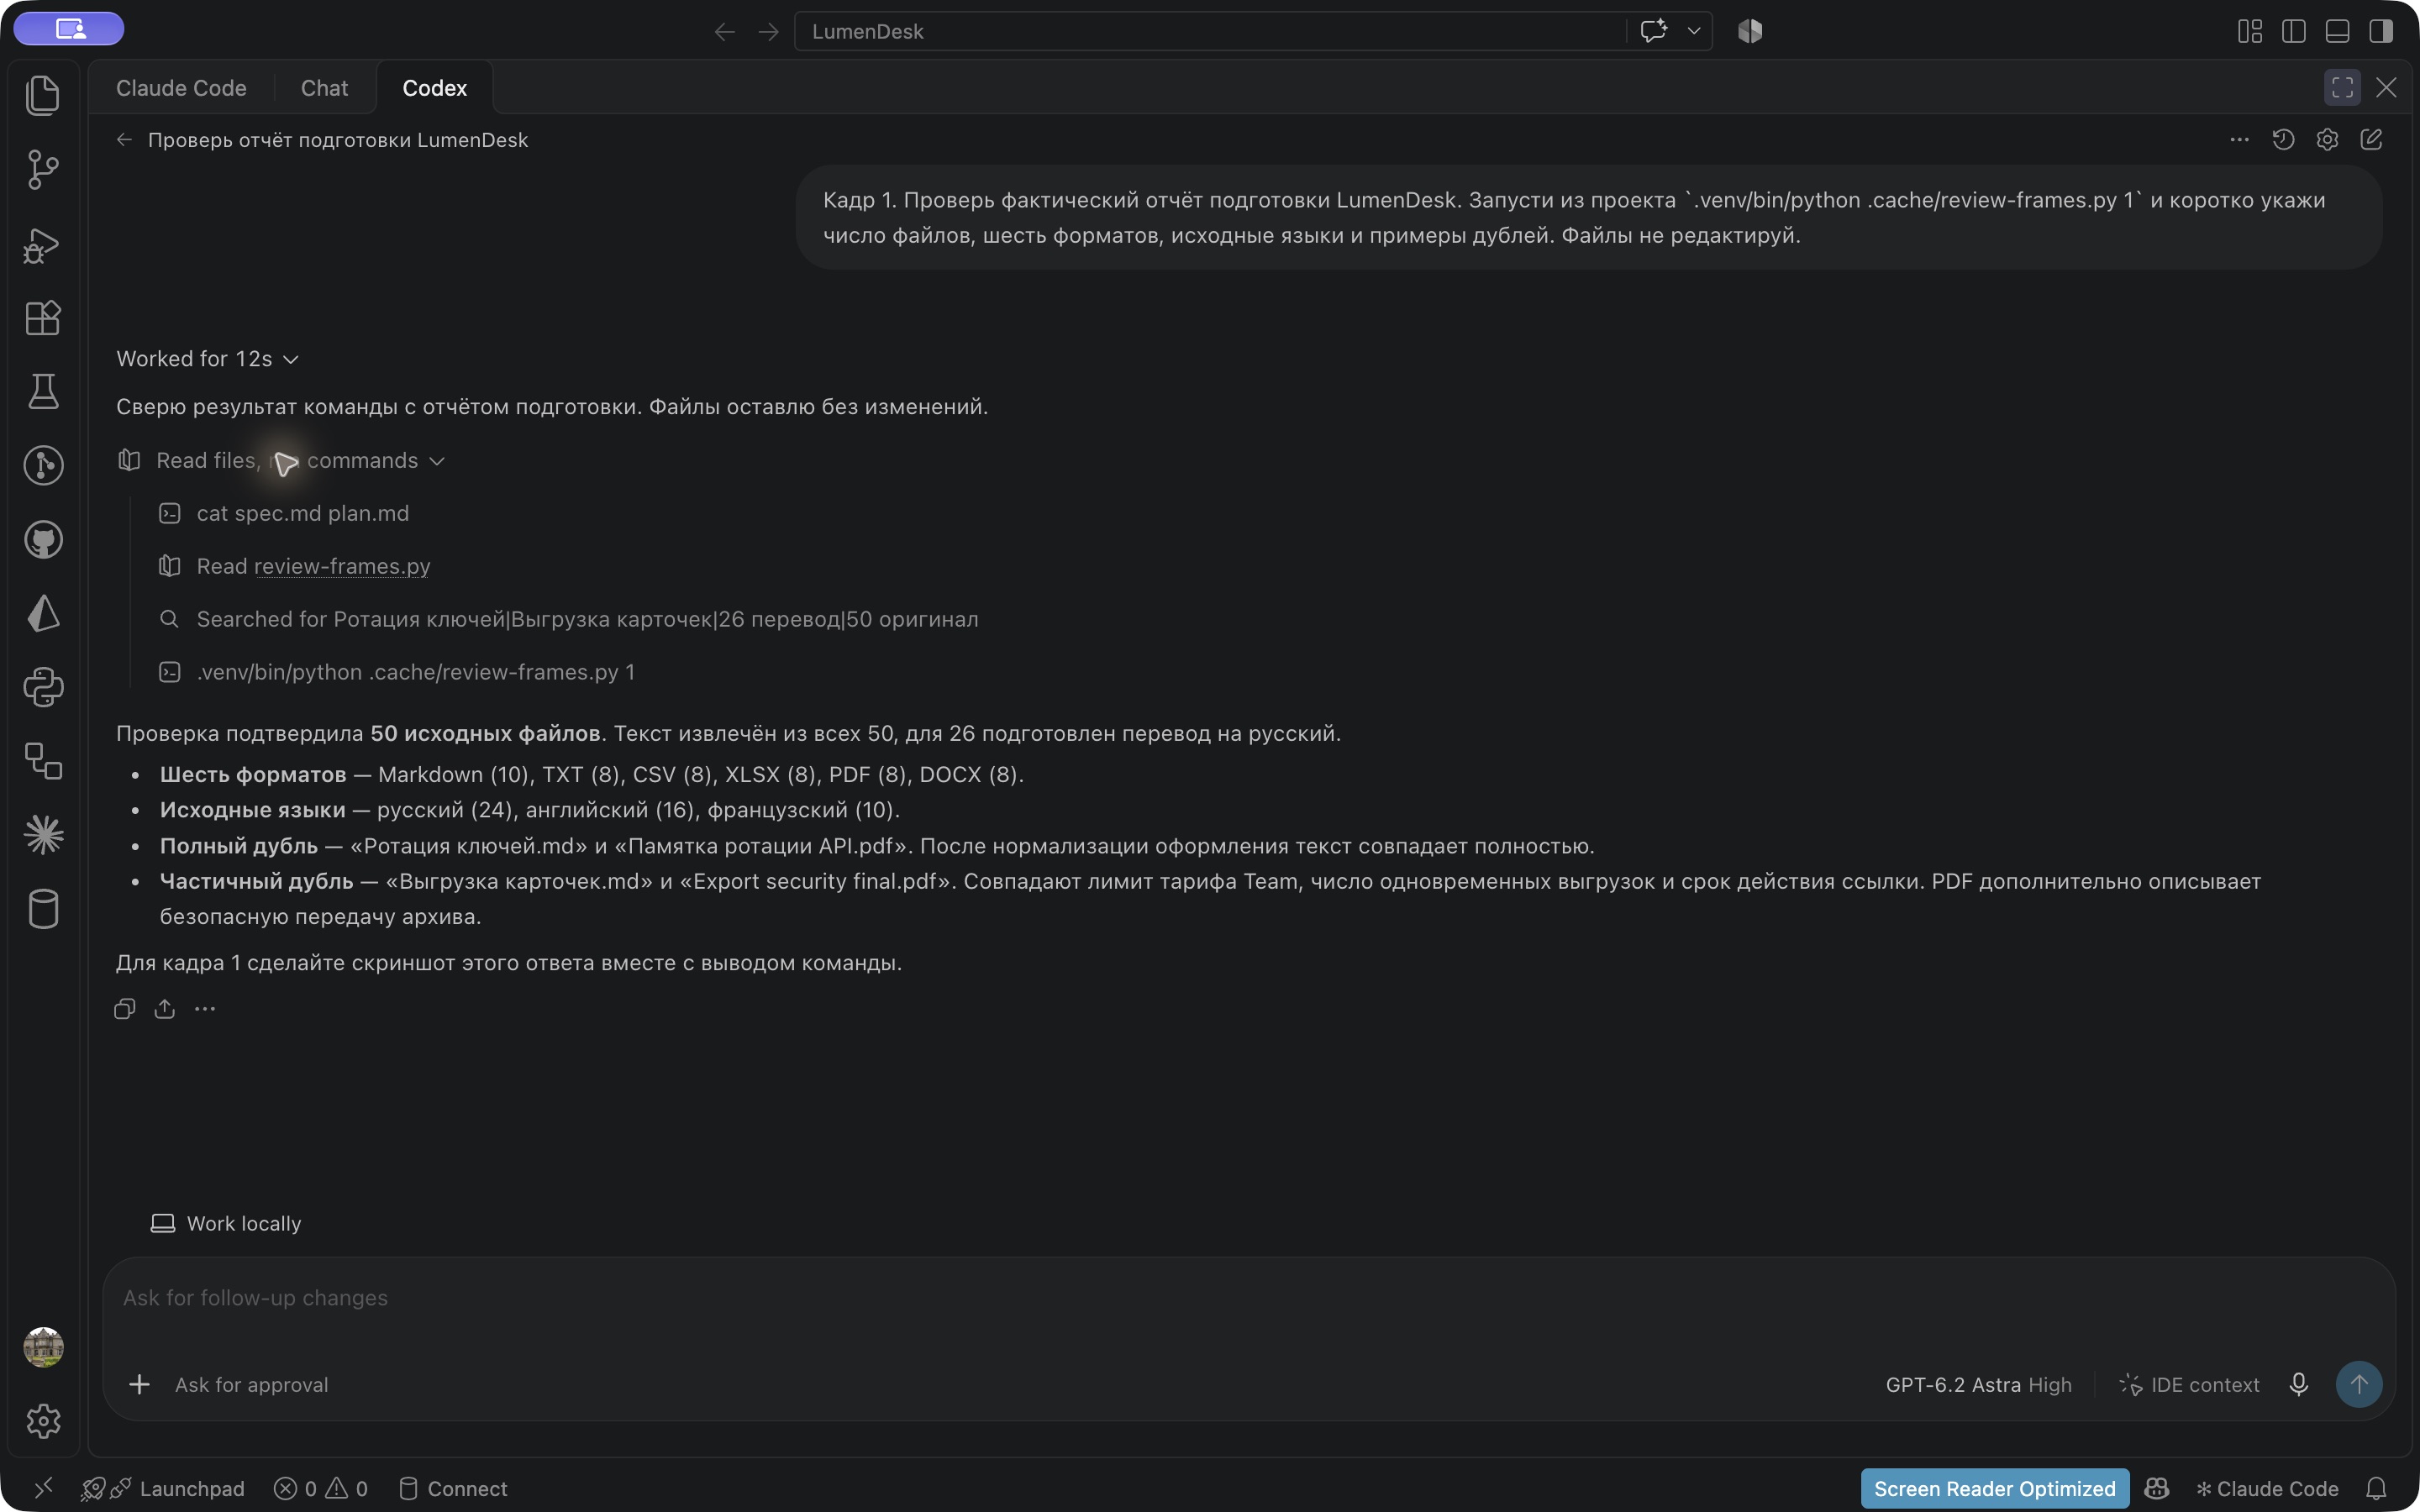 LumenDesk
Claude Code
Chat
Codex
Проверь отчёт подготовки LumenDesk
Кадр 1. Проверь фактический отчёт подготовки LumenDesk. Запусти из проекта `.venv/bin/python .cache/review-frames.py 1` и коротко укажи
число файлов, шесть форматов, исходные языки и примеры дублей. Файлы не редактируй.
Worked for 12s
Сверю результат команды с отчётом подготовки. Файлы оставлю без изменений.
Read files, commands
cat spec.md plan.md
Read review-frames.py
Searched for Ротация ключей|Выгрузка карточек|26 перевод|50 оригинал
.venv/bin/python .cache/review-frames.py 1
Проверка подтвердила 50 исходных файлов. Текст извлечён из всех 50, для 26 подготовлен перевод на русский.
• Шесть форматов — Markdown (10), TXT (8), CSV (8), XLSX (8), PDF (8), DOCX (8).
• Исходные языки — русский (24), английский (16), французский (10).
• Полный дубль — «Ротация ключей.md» и «Памятка ротации API.pdf». После нормализации оформления текст совпадает полностью.
• Частичный дубль — «Выгрузка карточек.md» и «Export security final.pdf». Совпадают лимит тарифа Team, число одновременных выгрузок и срок действия ссылки. PDF дополнительно описывает
безопасную передачу архива.
Для кадра 1 сделайте скриншот этого ответа вместе с выводом команды.
Work locally
Ask for follow-up changes
Ask for approval
GPT-6.2 Astra High
IDE context
Launchpad
0
0
Connect
Screen Reader Optimized
Claude Code